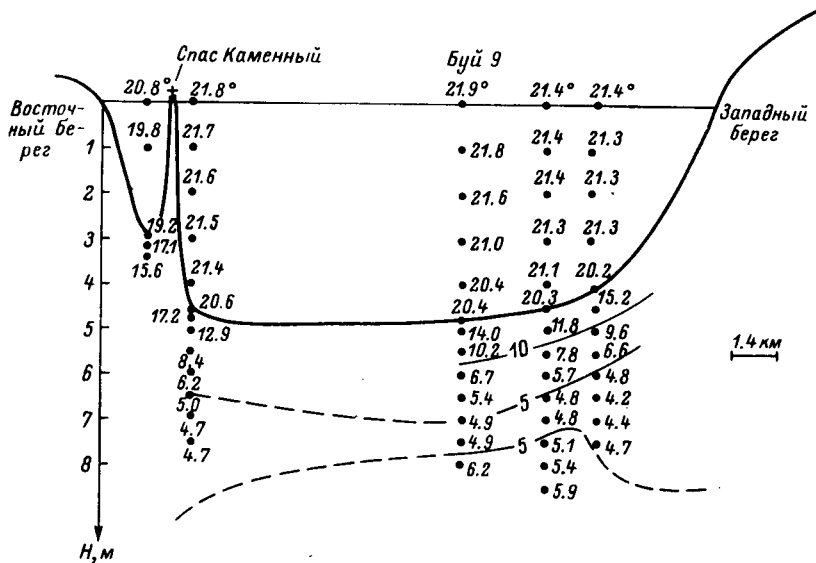 Спас Каменный
Буй 9
20.8° 21.8° 21.9° 21.4° 21.4°
Восточ-
ный бе-
рег
Западный
берег
1 19.8 21.7 21.8 21.4 21.3
2 21.6 21.6 21.4 21.3
3 19.2 21.5 21.0 21.3 21.3
17.1
15.6
4 21.4 20.4 21.1 20.2
20.6 20.4 20.3 15.2
17.2
5 12.9 14.0 11.8 9.6
8.4 10.2 10 7.8 6.6
1.4 км
6 6.2 6.7 5.7 4.8
5.0 5.4 5 4.8 4.2
7 4.7 4.9 4.8 4.4
4.7 4.9 5 5.1 4.7
8 6.2 5.4
5.9
Н, м